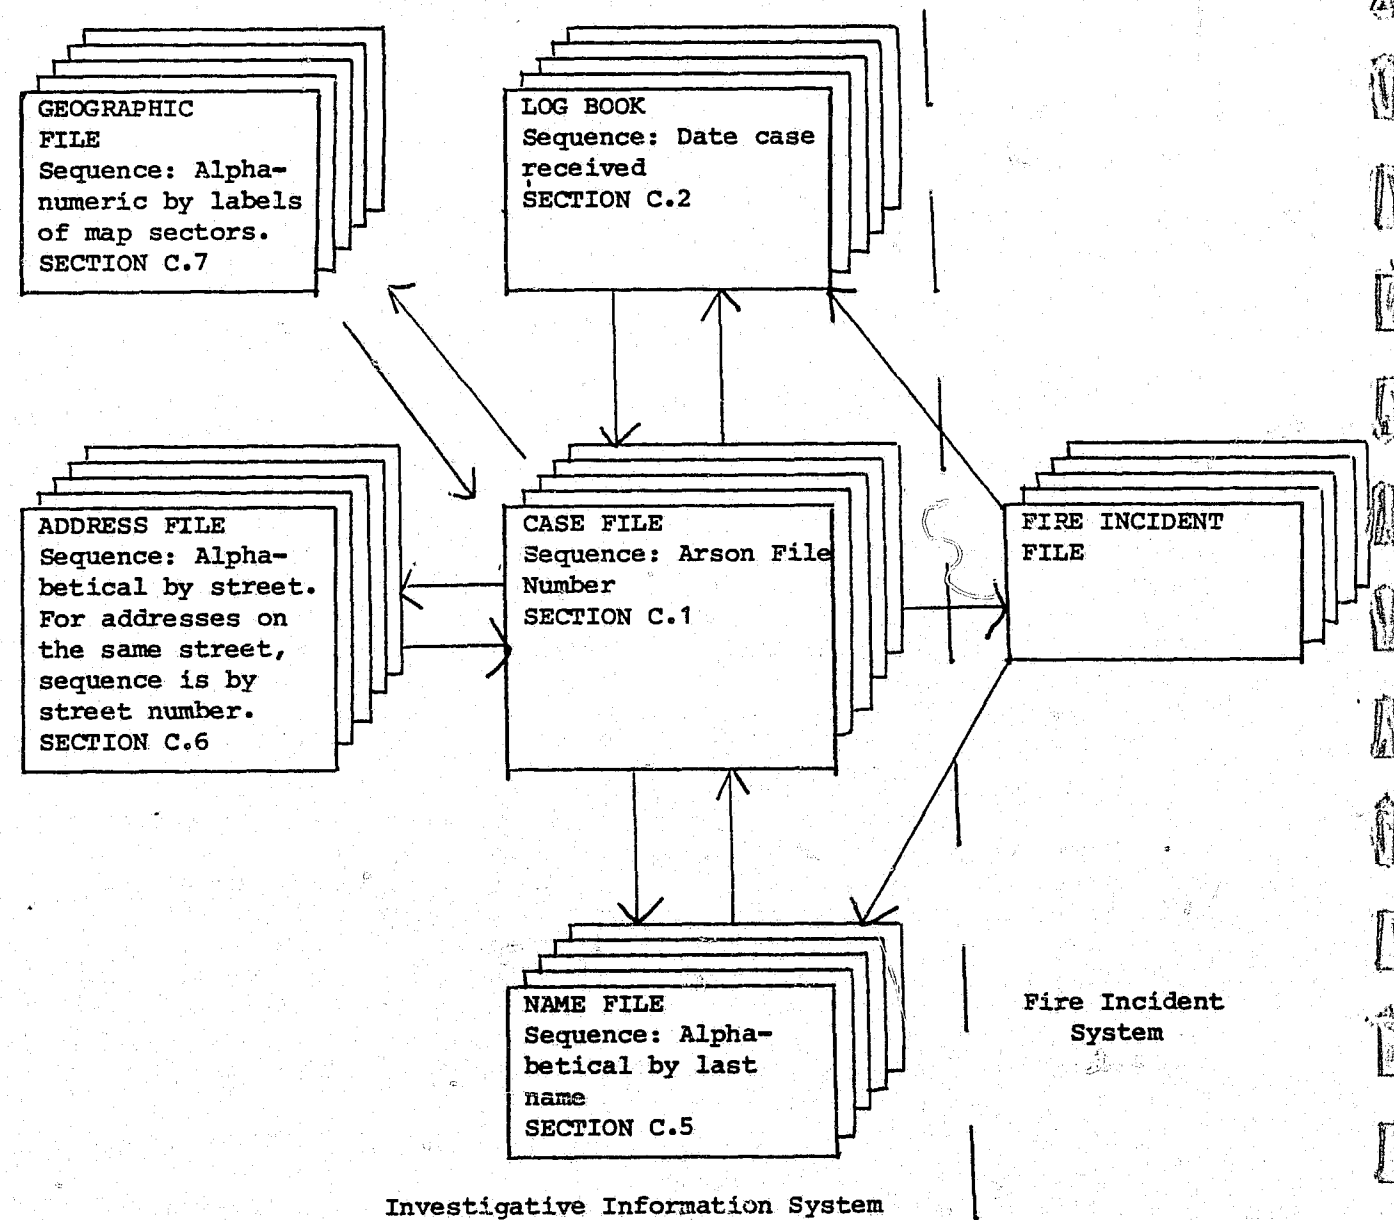 GEOGRAPHIC
FILE
Sequence: Alpha-
numeric by labels
of map sectors.
SECTION C.7
LOG BOOK
Sequence: Date case
received
SECTION C.2
ADDRESS FILE
Sequence: Alpha-
betical by street.
For addresses on
the same street,
sequence is by
street number.
SECTION C.6
CASE FILE
Sequence: Arson File
Number
SECTION C.1
FIRE INCIDENT
FILE
NAME FILE
Sequence: Alpha-
betical by last
name
SECTION C.5
Fire Incident
System
Investigative Information System